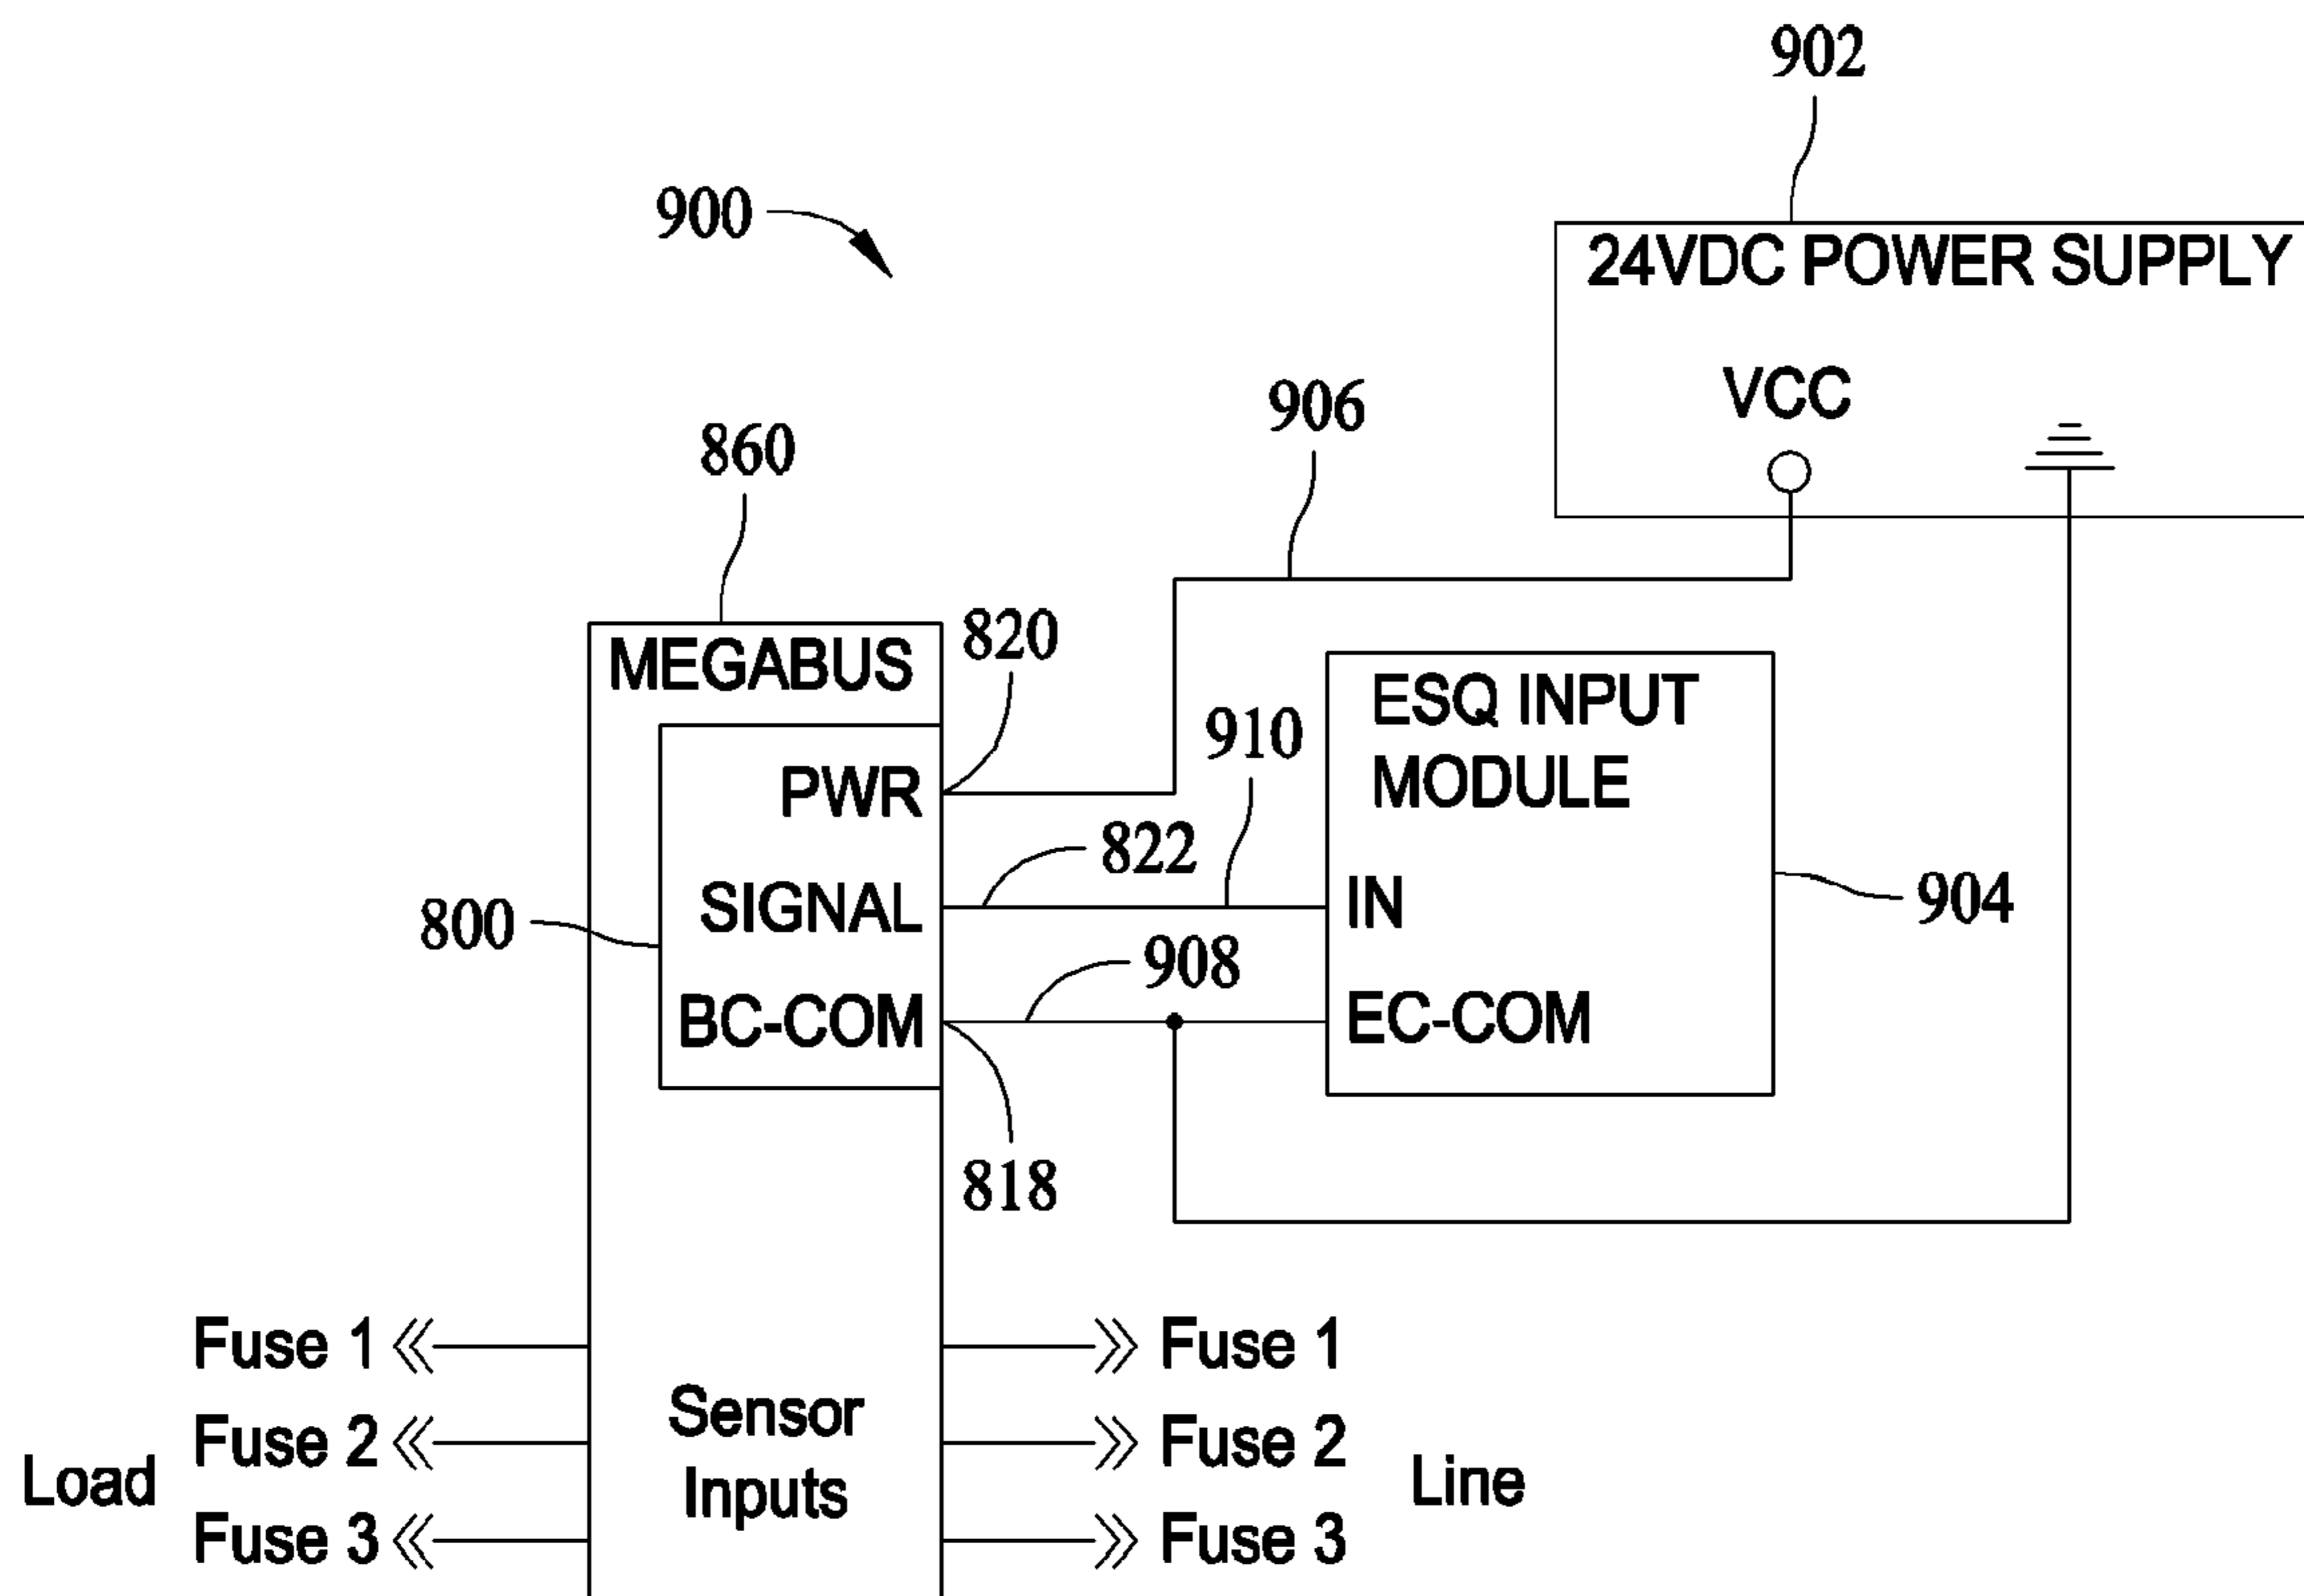 902
900
24VDC POWER SUPPLY
VCC
906
860
820
MEGABUS
ESQ INPUT
MODULE
910
PWR
822
SIGNAL
IN
800
904
908
BC-COM
EC-COM
818
Fuse 1
Fuse 1
Sensor
Inputs
Fuse 2
Fuse 2
Load
Line
Fuse 3
Fuse 3